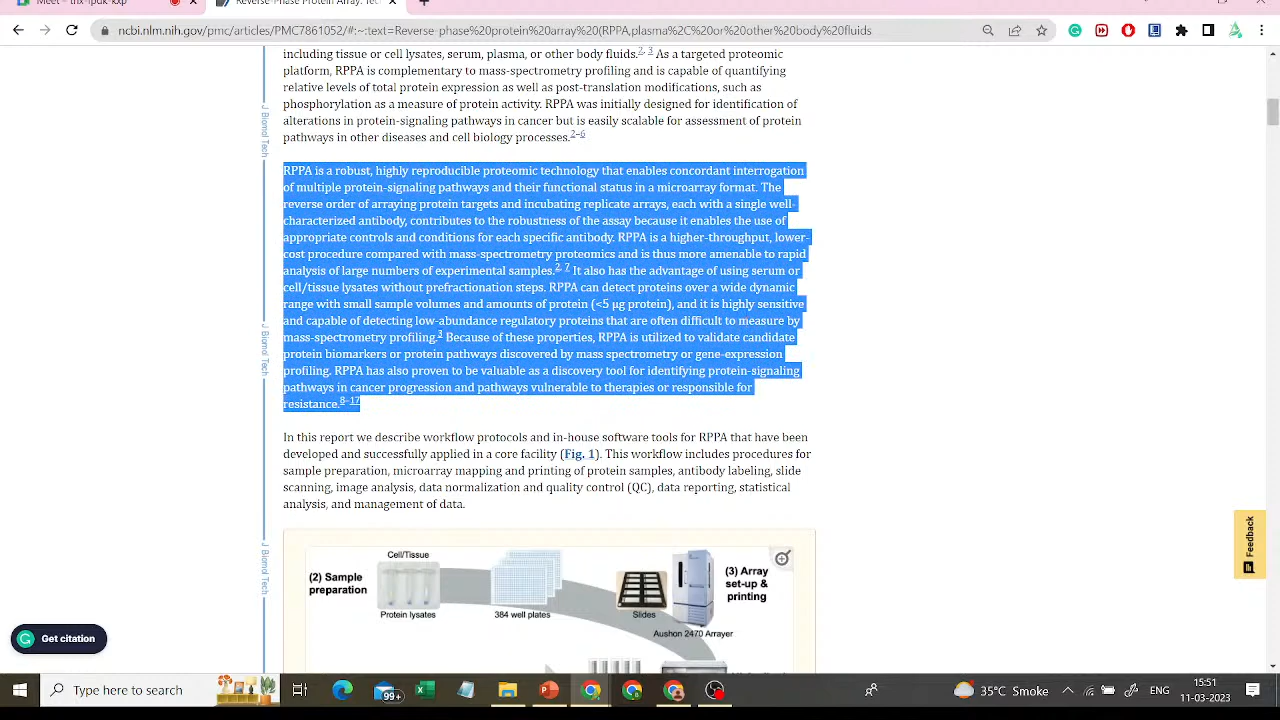 Meet – thx-fpdk-kxp
Reverse-Phase Protein Array: Tec
ncbi.nlm.nih.gov/pmc/articles/PMC7861052/#:~:text=Reverse-phase%20protein%20array%20(RPPA,plasma%2C%20or%20other%20body%20fluids
including tissue or cell lysates, serum, plasma, or other body fluids.2, 3 As a targeted proteomic
platform, RPPA is complementary to mass-spectrometry profiling and is capable of quantifying
relative levels of total protein expression as well as post-translation modifications, such as
phosphorylation as a measure of protein activity. RPPA was initially designed for identification of
alterations in protein-signaling pathways in cancer but is easily scalable for assessment of protein
pathways in other diseases and cell biology processes.2–6
RPPA is a robust, highly reproducible proteomic technology that enables concordant interrogation
of multiple protein-signaling pathways and their functional status in a microarray format. The
reverse order of arraying protein targets and incubating replicate arrays, each with a single well-
characterized antibody, contributes to the robustness of the assay because it enables the use of
appropriate controls and conditions for each specific antibody. RPPA is a higher-throughput, lower-
cost procedure compared with mass-spectrometry proteomics and is thus more amenable to rapid
analysis of large numbers of experimental samples.2, 7 It also has the advantage of using serum or
cell/tissue lysates without prefractionation steps. RPPA can detect proteins over a wide dynamic
range with small sample volumes and amounts of protein (<5 μg protein), and it is highly sensitive
and capable of detecting low-abundance regulatory proteins that are often difficult to measure by
mass-spectrometry profiling.3 Because of these properties, RPPA is utilized to validate candidate
protein biomarkers or protein pathways discovered by mass spectrometry or gene-expression
profiling. RPPA has also proven to be valuable as a discovery tool for identifying protein-signaling
pathways in cancer progression and pathways vulnerable to therapies or responsible for
resistance.8–17
In this report we describe workflow protocols and in-house software tools for RPPA that have been
developed and successfully applied in a core facility (Fig. 1). This workflow includes procedures for
sample preparation, microarray mapping and printing of protein samples, antibody labeling, slide
scanning, image analysis, data normalization and quality control (QC), data reporting, statistical
analysis, and management of data.
J Biomol Tech
J Biomol Tech
J Biomol Tech
Feedback
Cell/Tissue
(2) Sample
preparation
Protein lysates
384 well plates
Slides
(3) Array
set-up &
printing
Aushon 2470 Arrayer
Get citation
Type here to search
99+
35°C Smoke
ENG
15:51
11-03-2023